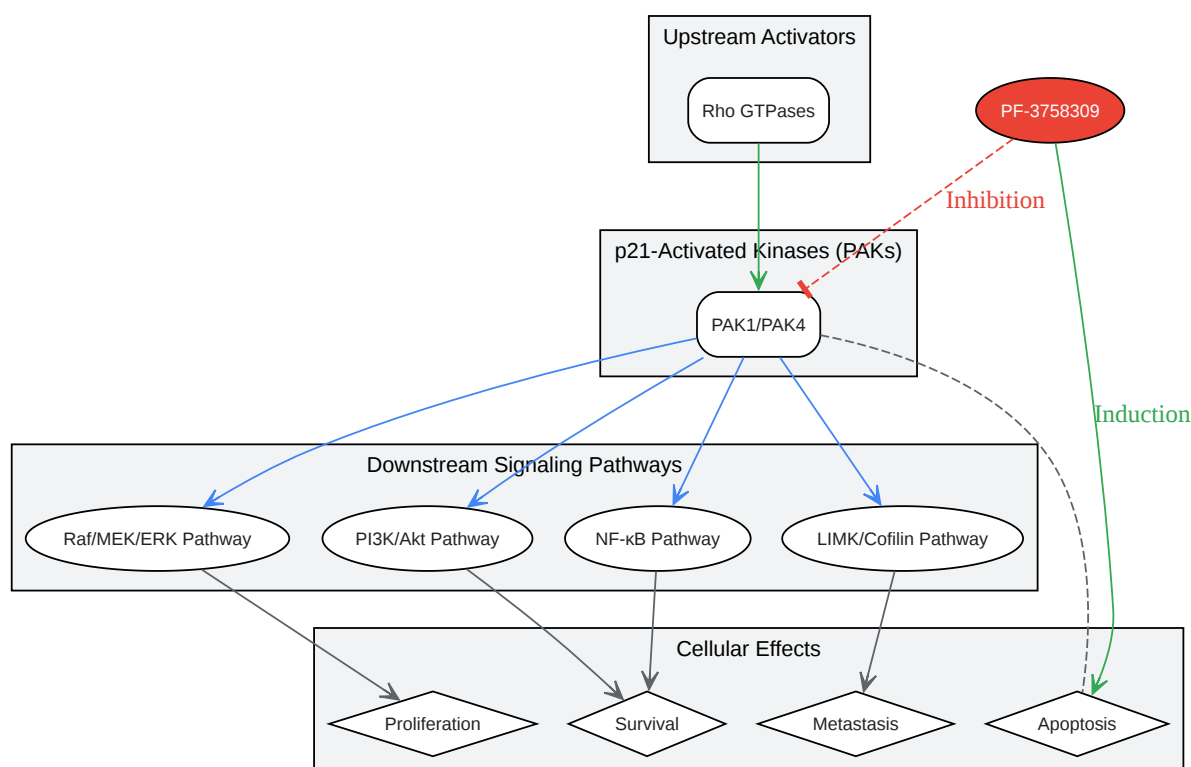 Upstream Activators
Rho GTPases
PF-3758309
Inhibition
p21-Activated Kinases (PAKs)
PAK1/PAK4
Induction
Downstream Signaling Pathways
Raf/MEK/ERK Pathway
PI3K/Akt Pathway
NF-κB Pathway
LIMK/Cofilin Pathway
Cellular Effects
Proliferation
Survival
Metastasis
Apoptosis